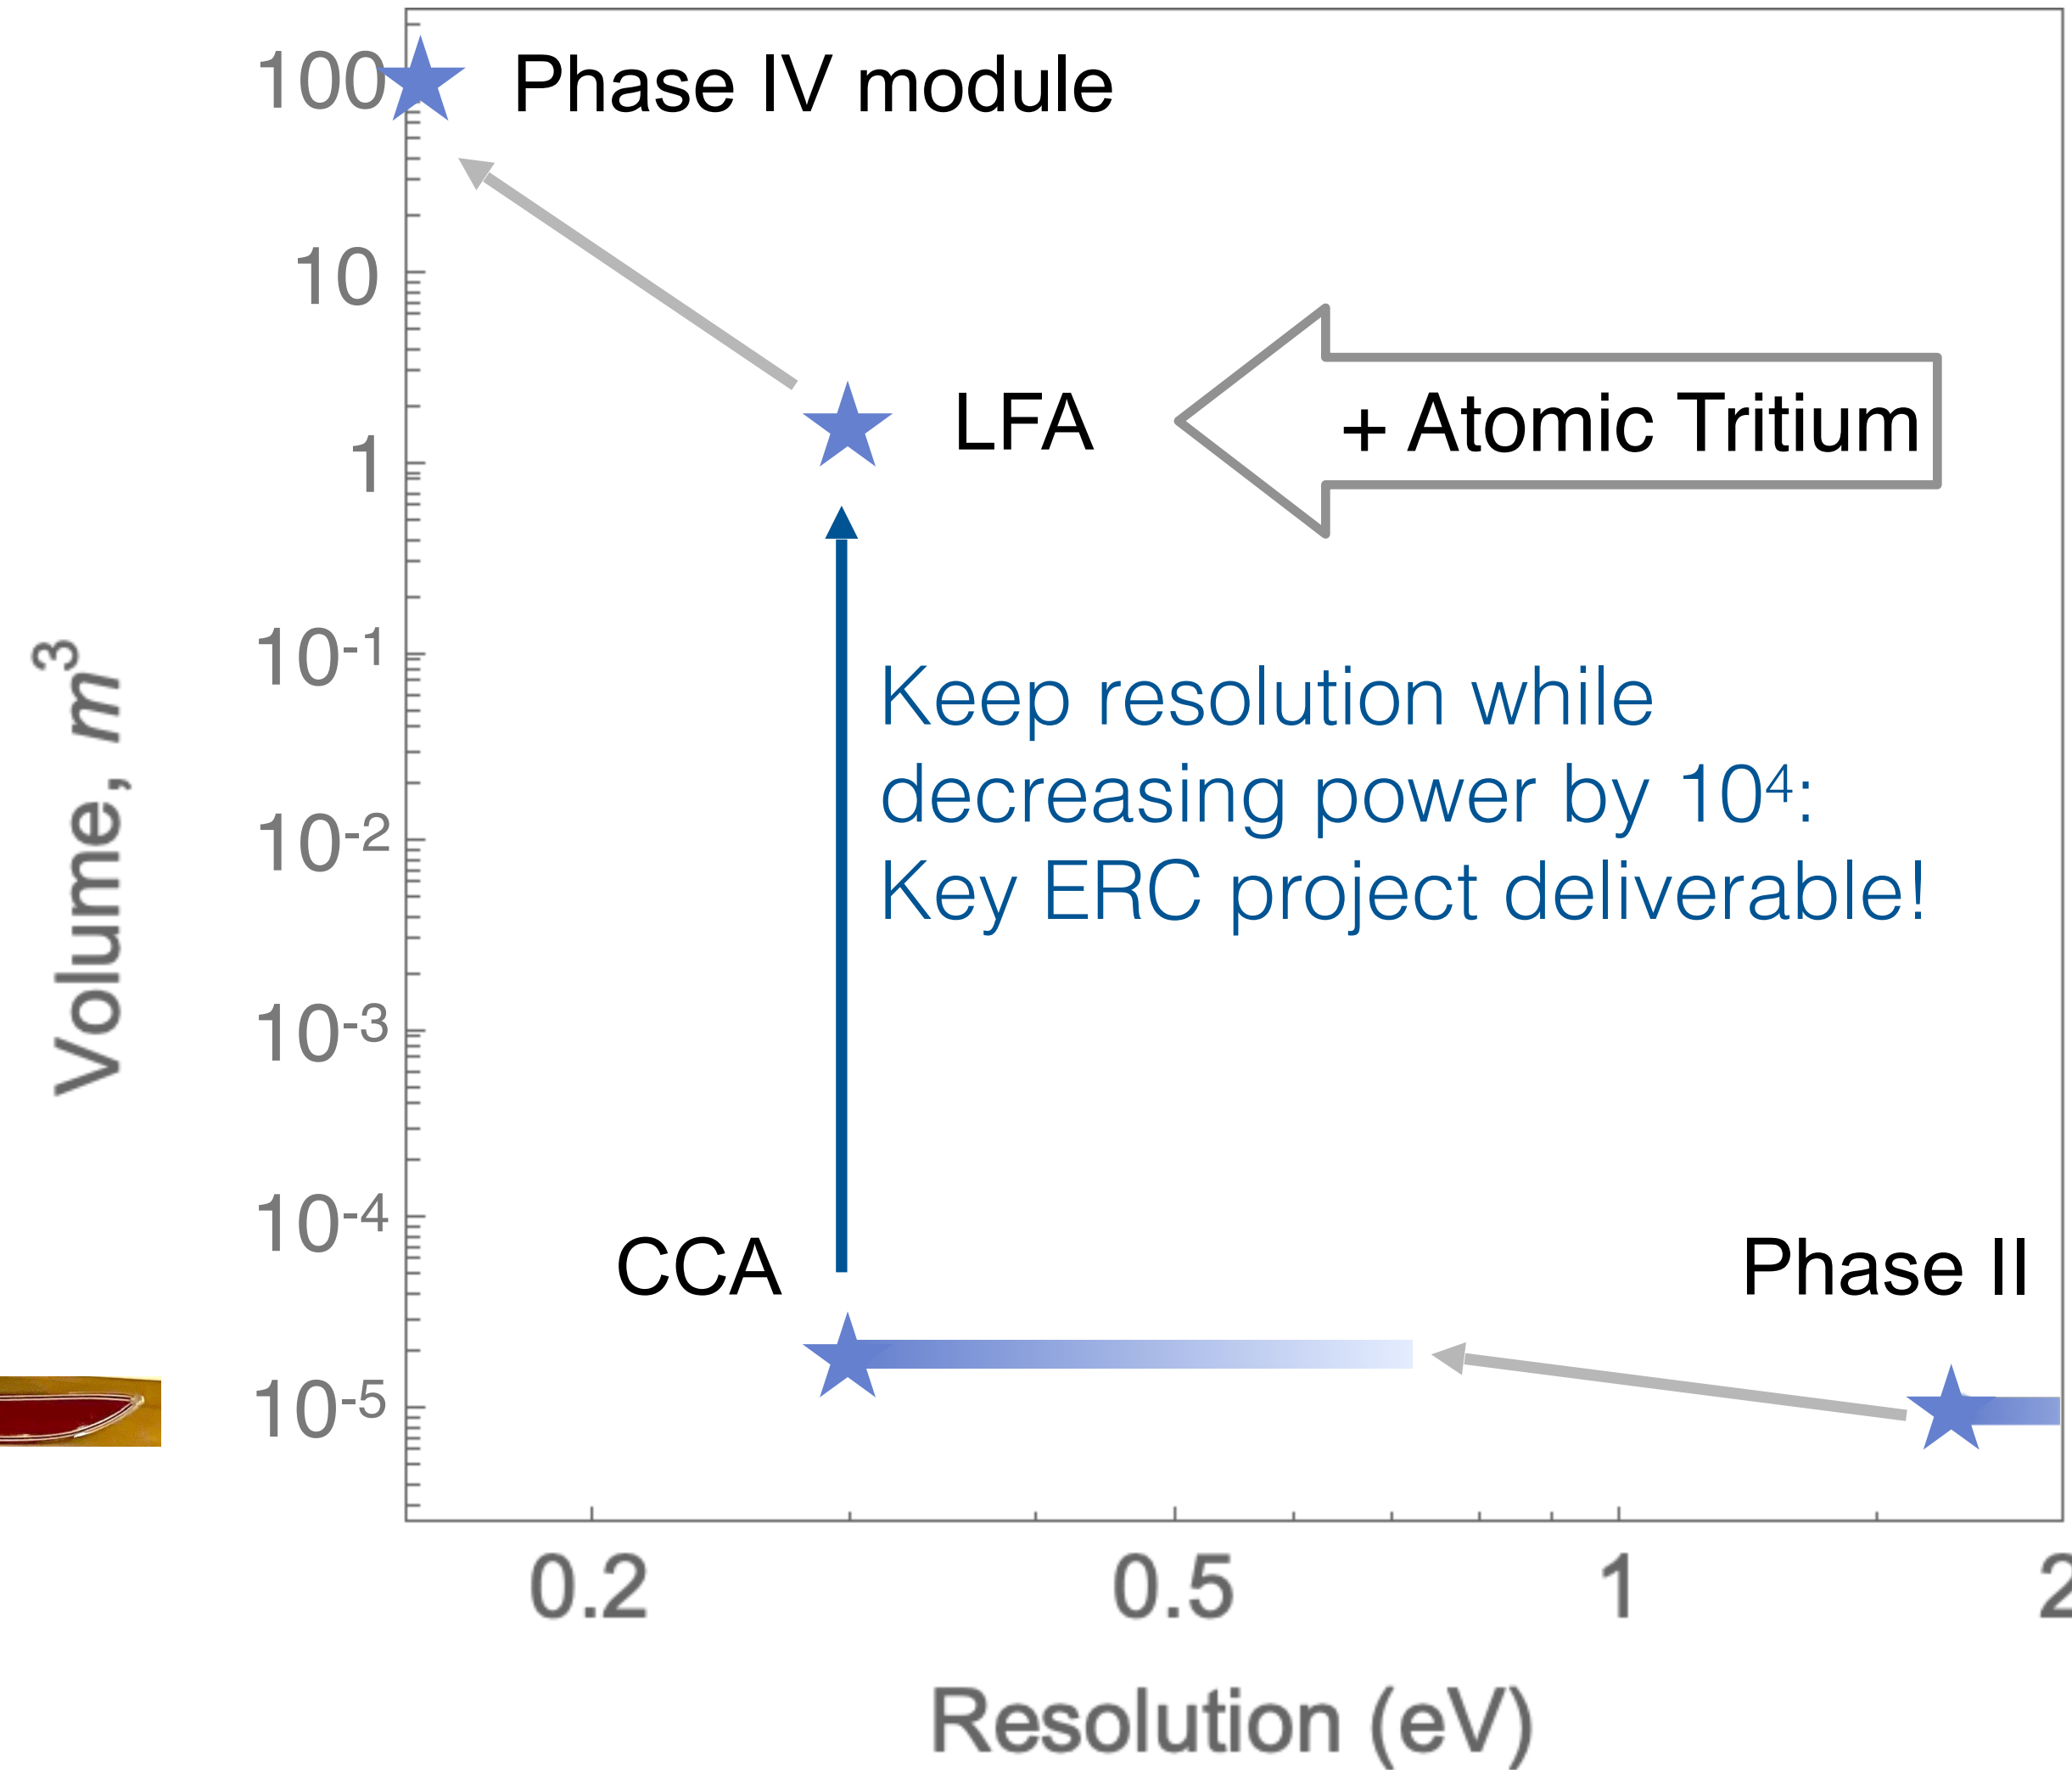 100
Phase IV module
10
LFA
+ Atomic Tritium
1
10⁻¹
Keep resolution while
decreasing power by 10⁴:
Key ERC project deliverable!
10⁻²
10⁻³
10⁻⁴
CCA
Phase II
10⁻⁵
Volume, m³
0.2 0.5 1 2
Resolution (eV)